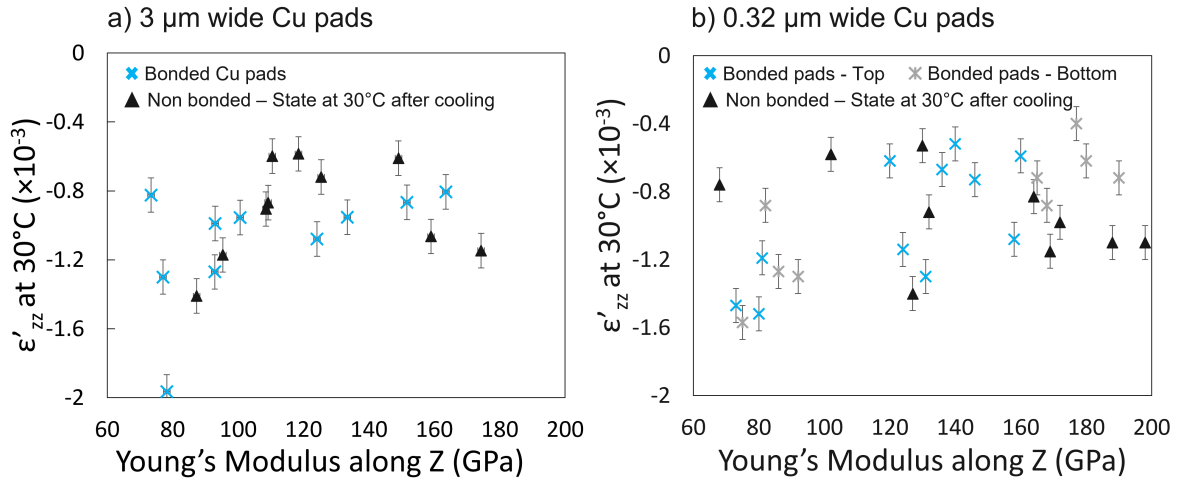 a) 3 µm wide Cu pads
0
-0.4
-0.8
-1.2
-1.6
-2
ε’zz at 30°C (×10-3)
Bonded Cu pads
Non bonded – State at 30°C after cooling
60 80 100 120 140 160 180 200
Young’s Modulus along Z (GPa)
b) 0.32 µm wide Cu pads
0
-0.4
-0.8
-1.2
-1.6
-2
ε’zz at 30°C (×10-3)
Bonded pads - Top Bonded pads - Bottom
Non bonded – State at 30°C after cooling
60 80 100 120 140 160 180 200
Young’s Modulus along Z (GPa)